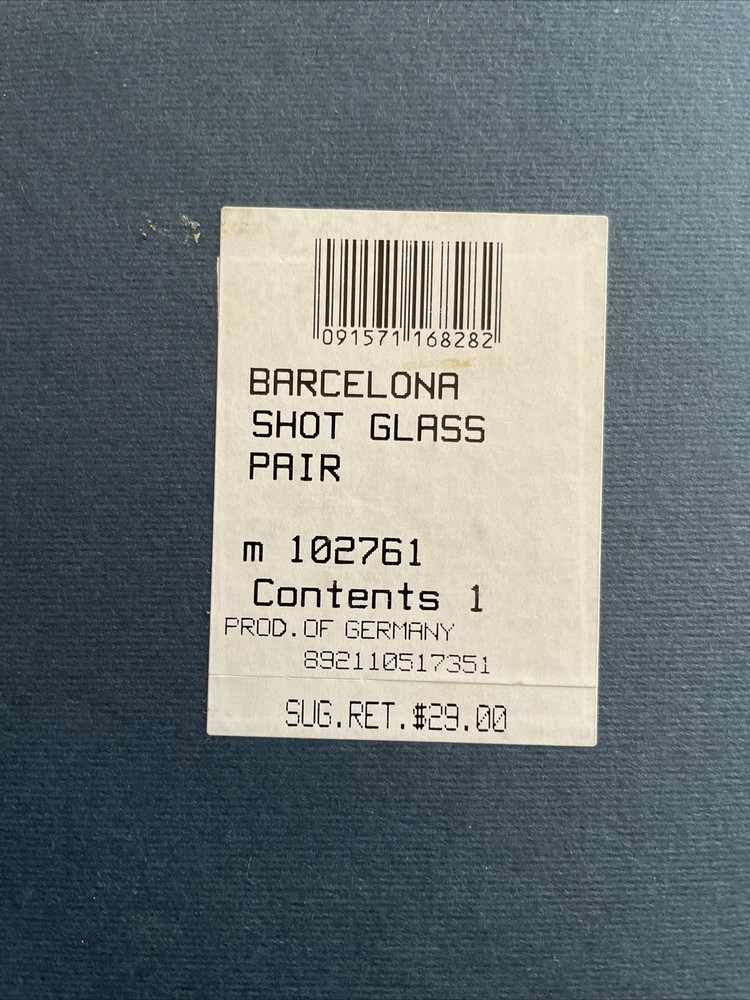 091571 168282
BARCELONA
SHOT GLASS
PAIR
m 102761
Contents 1
PROD. OF GERMANY
892110517351
SUG.RET.$29.00